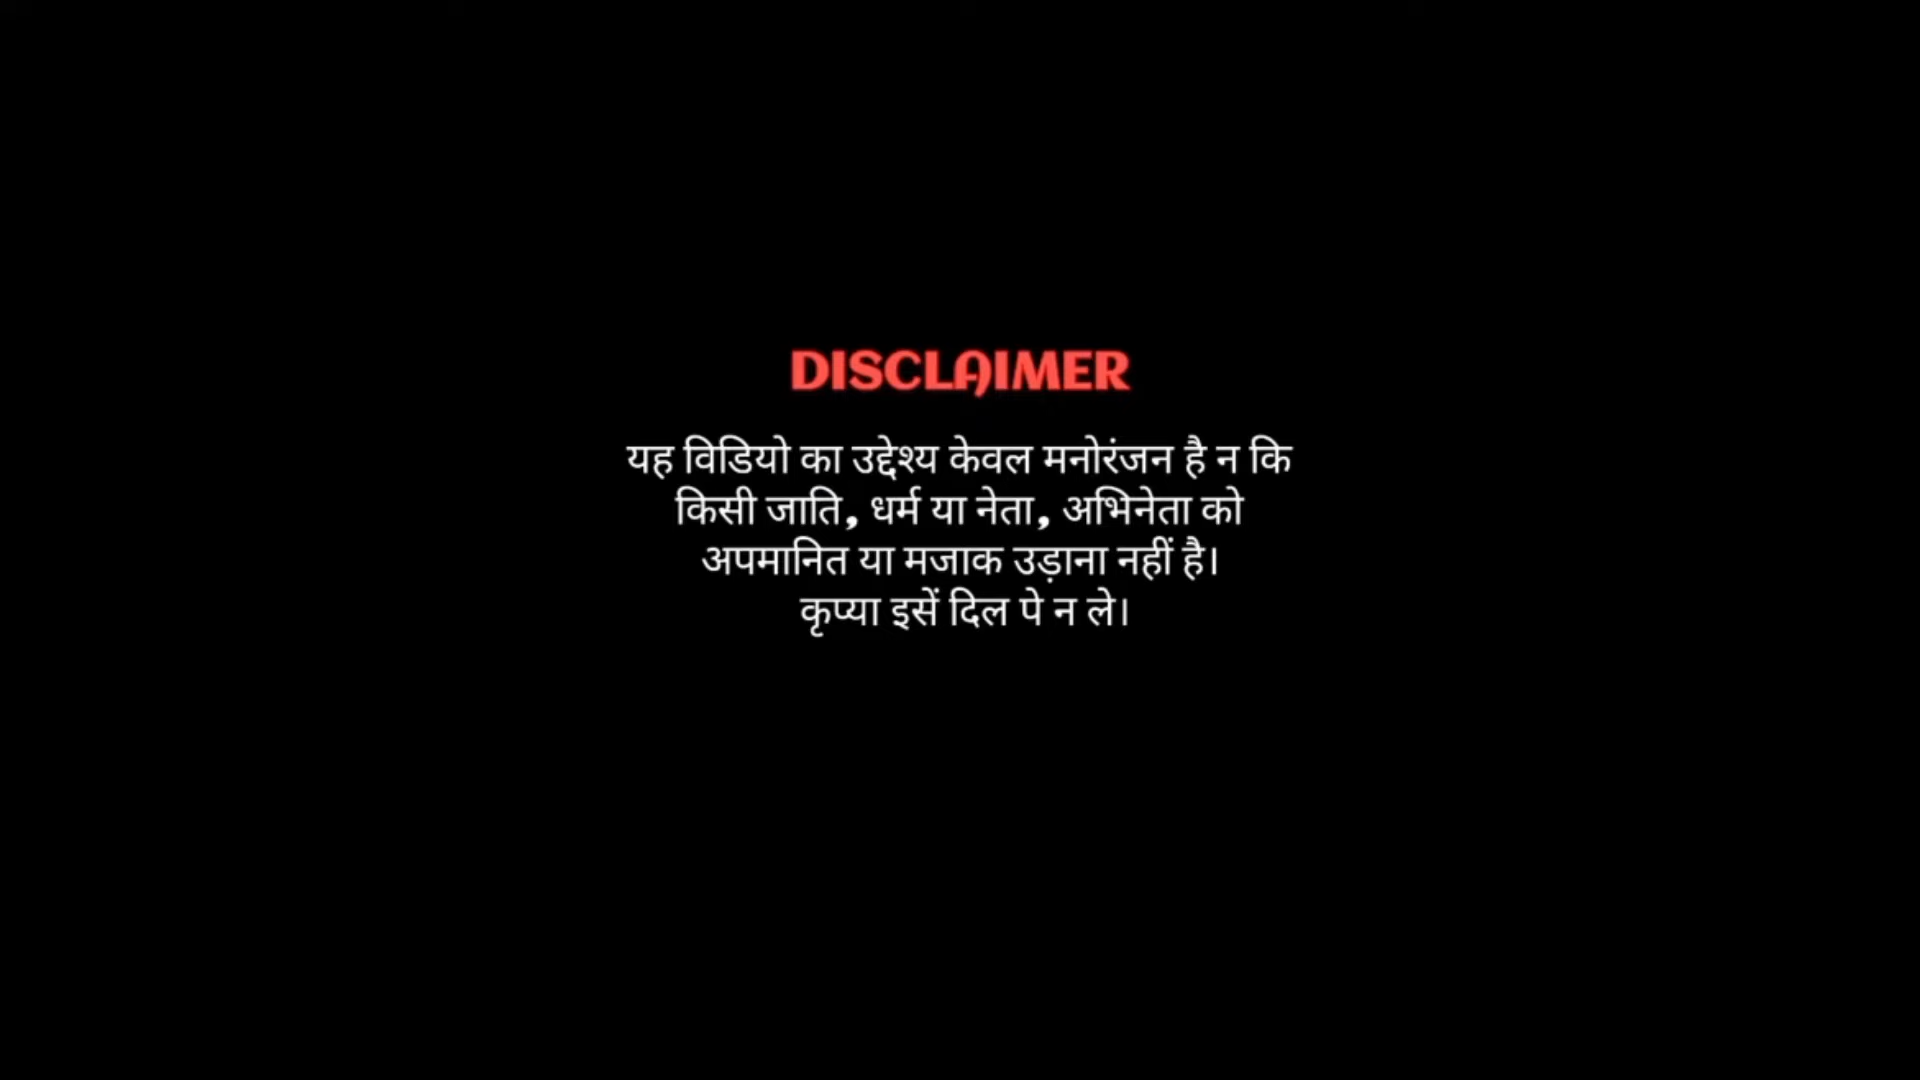 DISCLAIMER
यह विडियो का उद्देश्य केवल मनोरंजन है न कि
किसी जाति, धर्म या नेता, अभिनेता को
अपमानित या मजाक उड़ाना नहीं है।
कृप्या इसें दिल पे न ले।